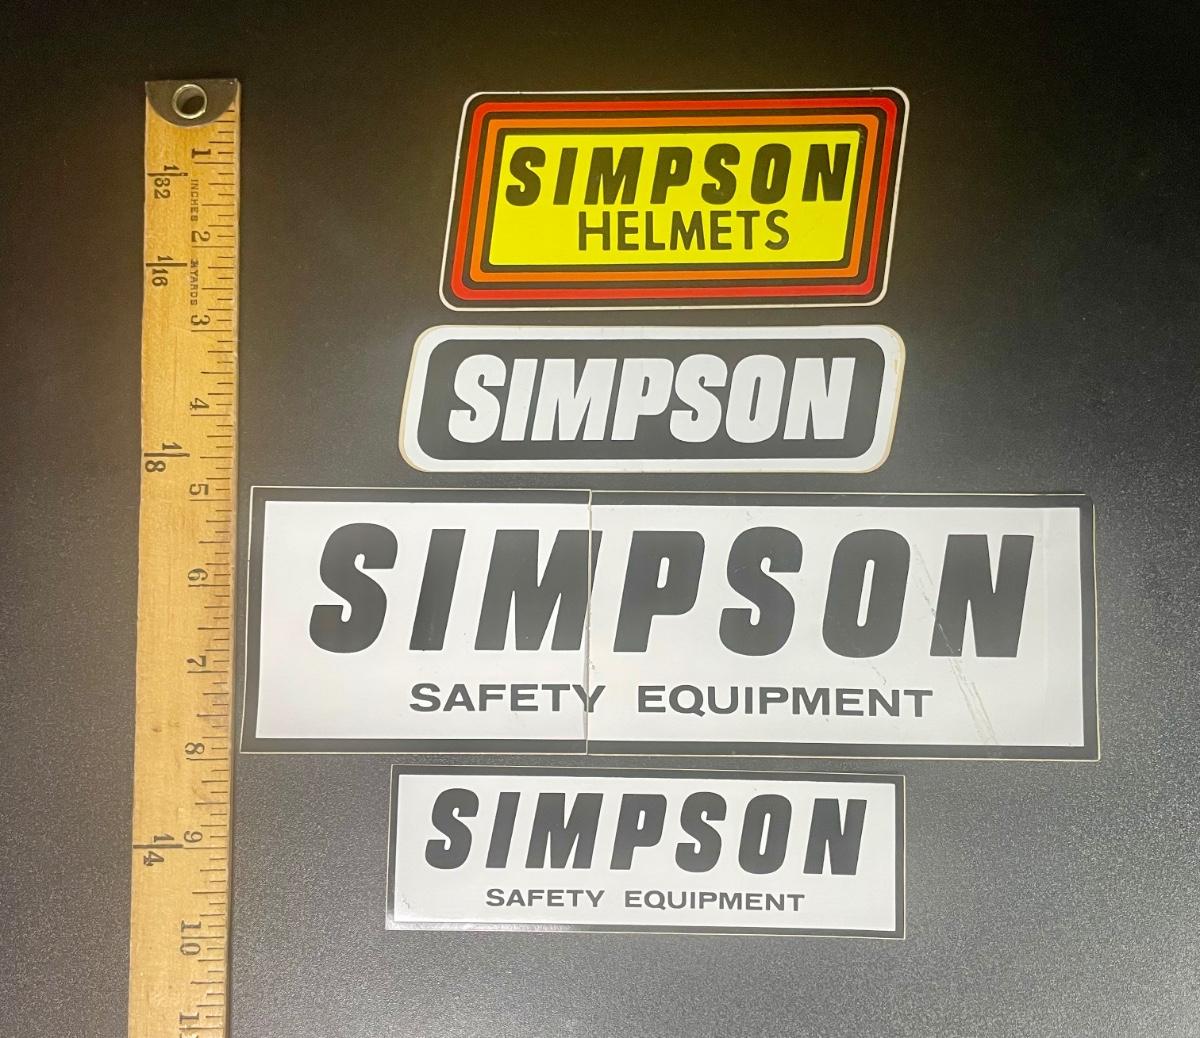 1
1/32
INCHES
2
1/16
2 YARDS
3
4
1/8
5
6
7
8
9
1/4
10
SIMPSON
HELMETS
SIMPSON
SIMPSON
SAFETY EQUIPMENT
SIMPSON
SAFETY EQUIPMENT